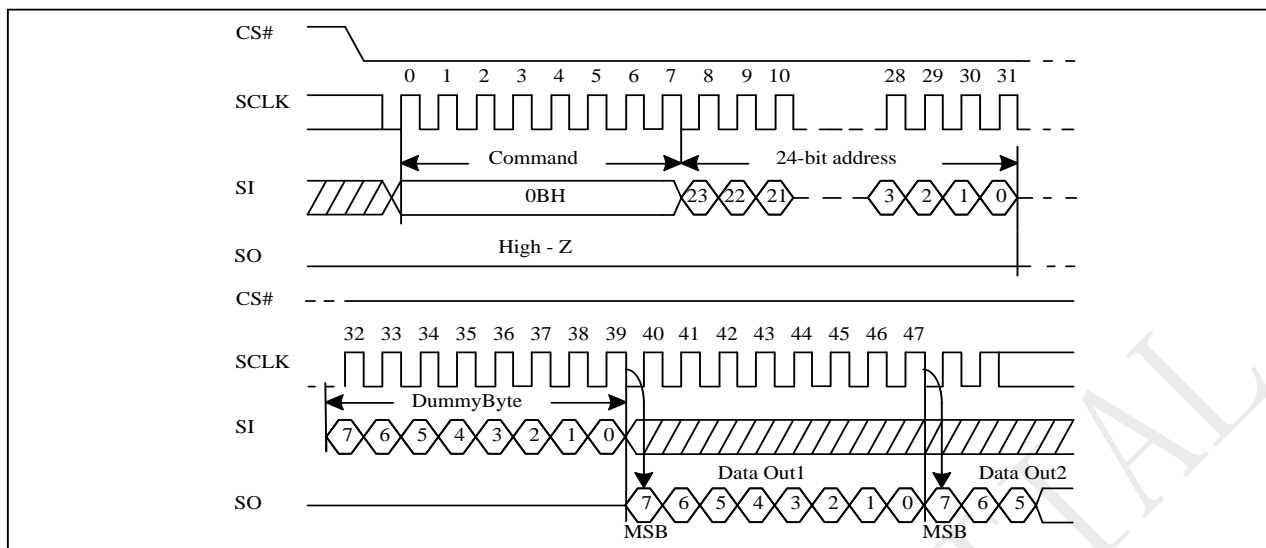 CS#
0 1 2 3 4 5 6 7 8 9 10 28 29 30 31
SCLK
Command 24-bit address
SI 0BH 23 22 21 3 2 1 0
High - Z
SO
CS#
32 33 34 35 36 37 38 39 40 41 42 43 44 45 46 47
SCLK
DummyByte
SI 7 6 5 4 3 2 1 0
Data Out1 Data Out2
SO 7 6 5 4 3 2 1 0 7 6 5
MSB MSB